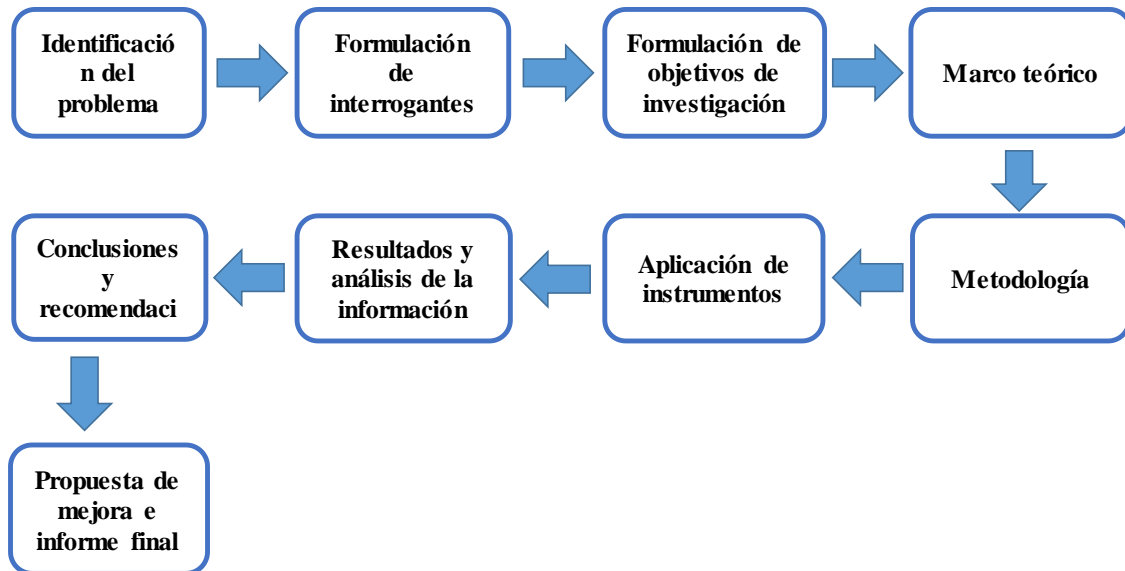 Identificació
n del
problema
Formulación
de
interrogantes
Formulación de
objetivos de
investigación
Marco teórico
Metodología
Aplicación de
instrumentos
Resultados y
análisis de la
información
Conclusiones
y
recomendaci
Propuesta de
mejora e
informe final